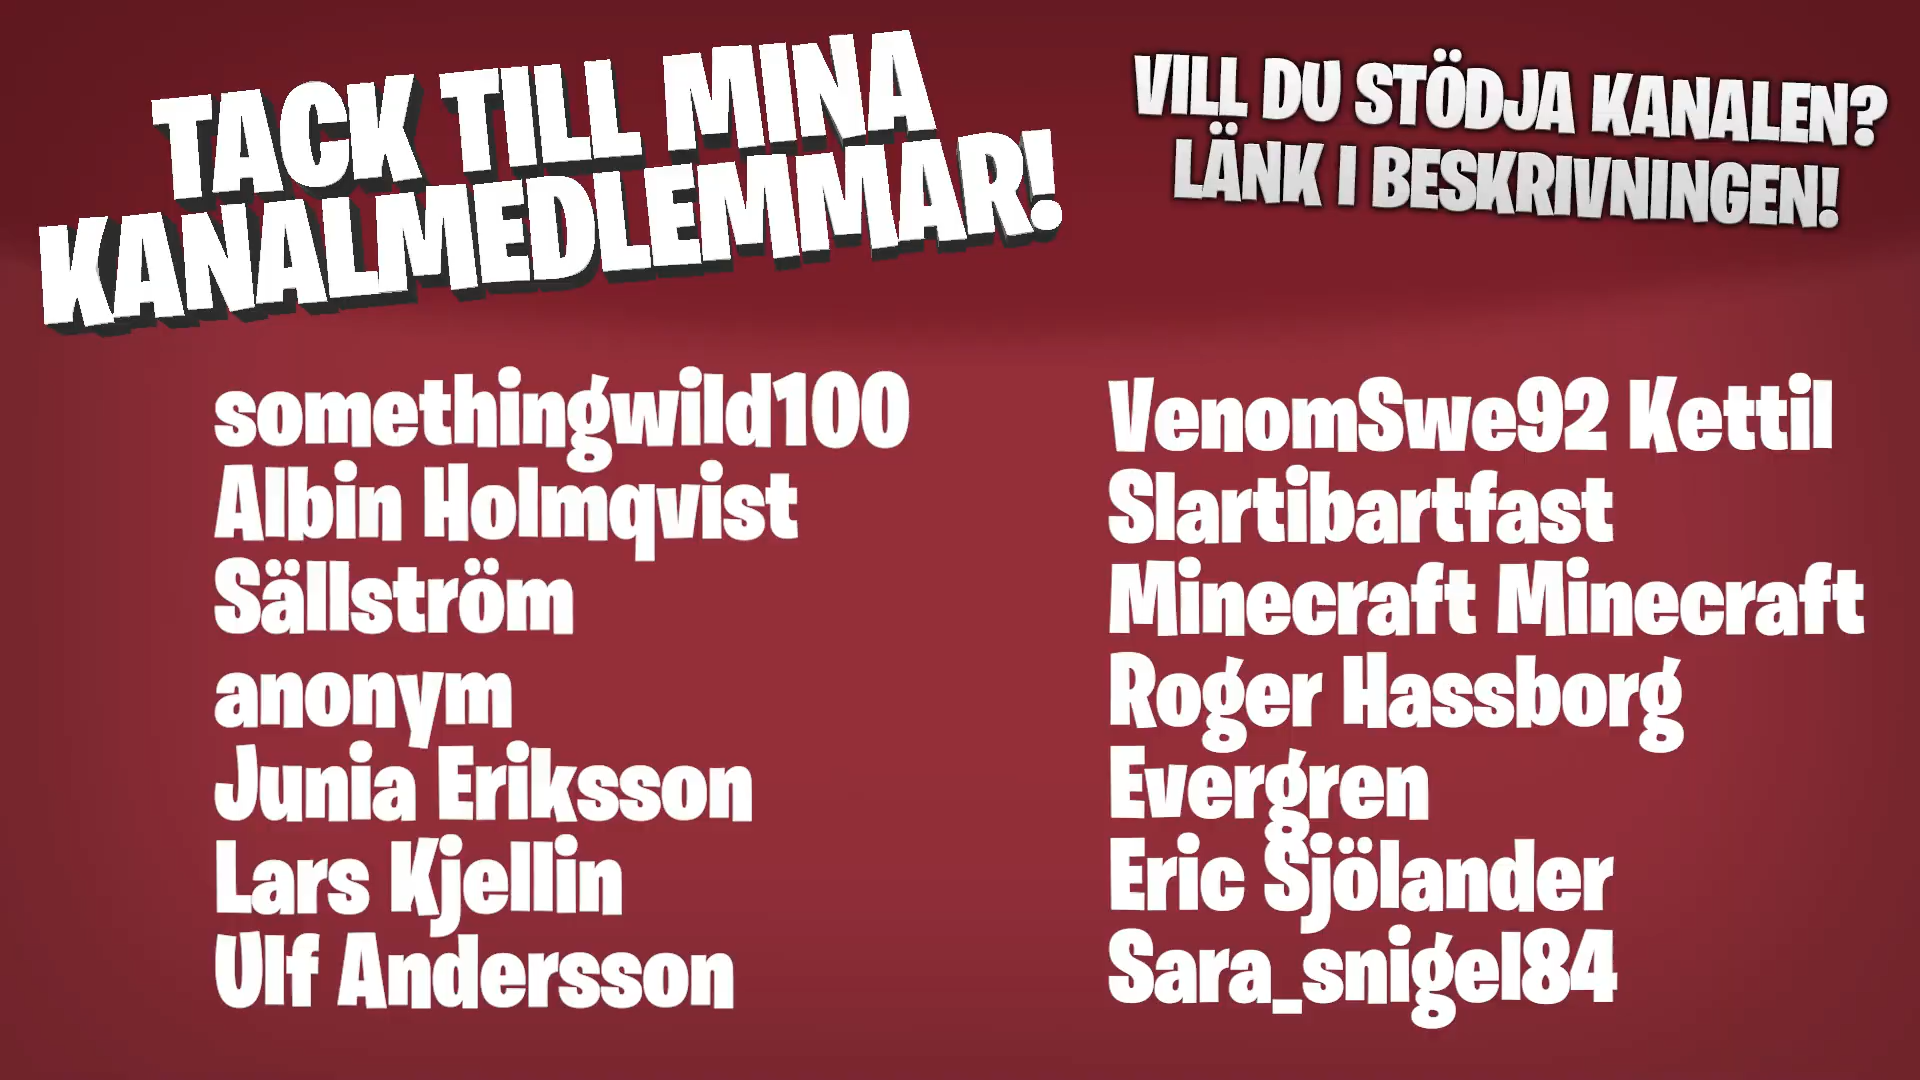 TACK TILL MINA
KANALMEDLEMMAR!
VILL DU STÖDJA KANALEN?
LÄNK I BESKRIVNINGEN!
somethingwild100
Albin Holmqvist
Sällström
anonym
Junia Eriksson
Lars Kjellin
Ulf Andersson
VenomSwe92 Kettil
Slartibartfast
Minecraft Minecraft
Roger Hassborg
Evergren
Eric Sjölander
Sara_snigel84